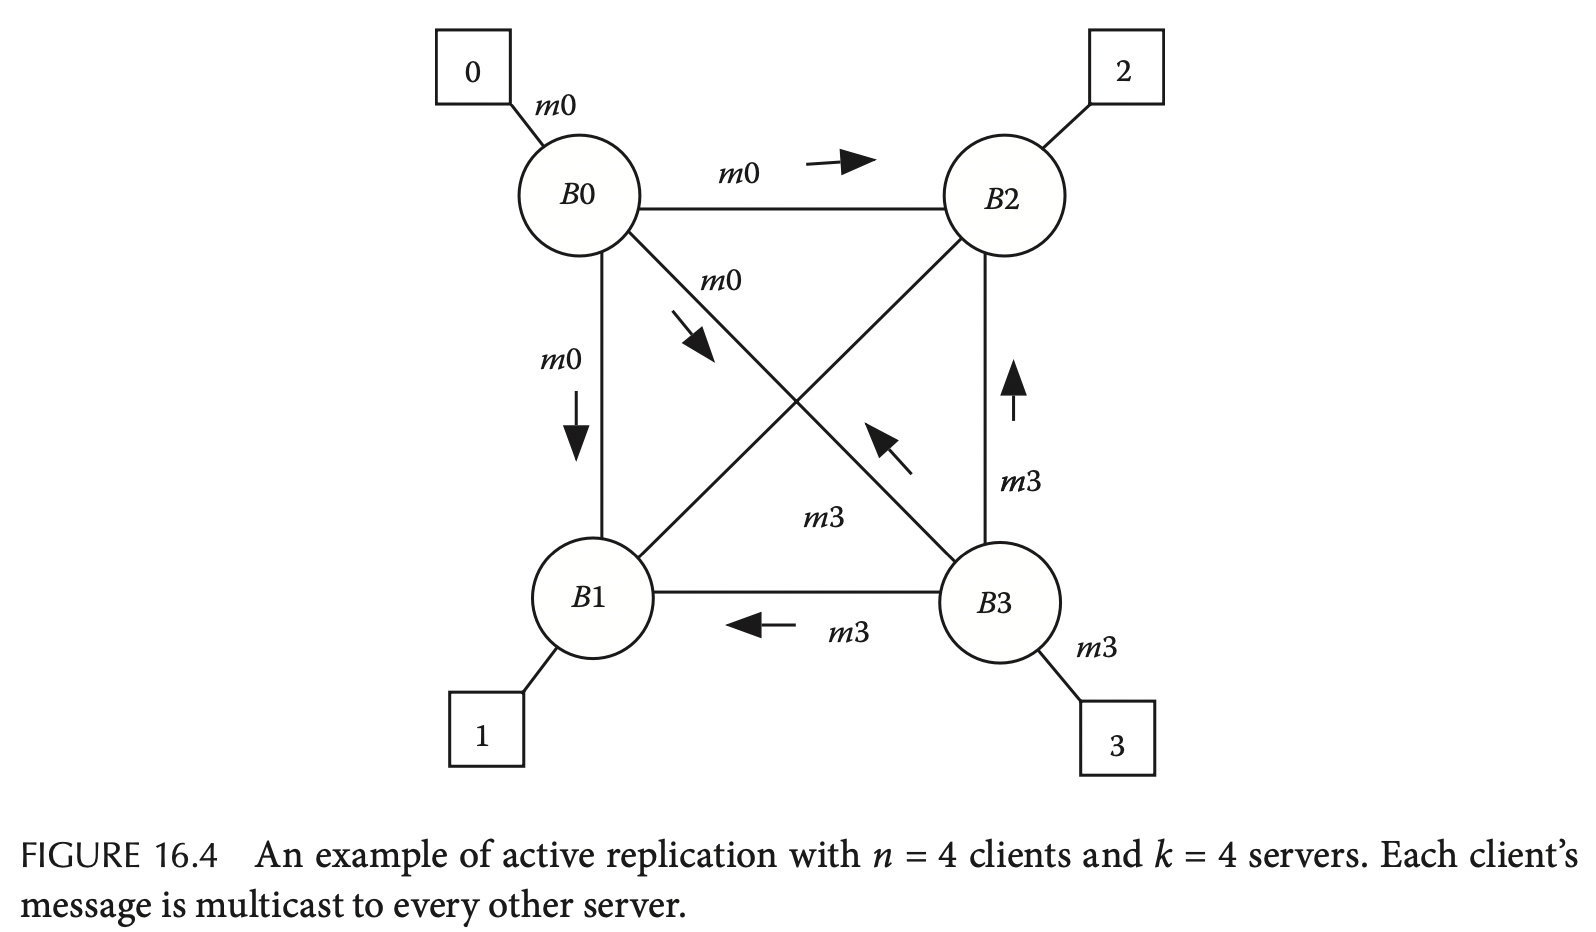 0
2
m0
m0
B0
B2
m0
m0
m3
m3
B1
B3
m3
m3
1
3
FIGURE 16.4 An example of active replication with n = 4 clients and k = 4 servers. Each client’s
message is multicast to every other server.